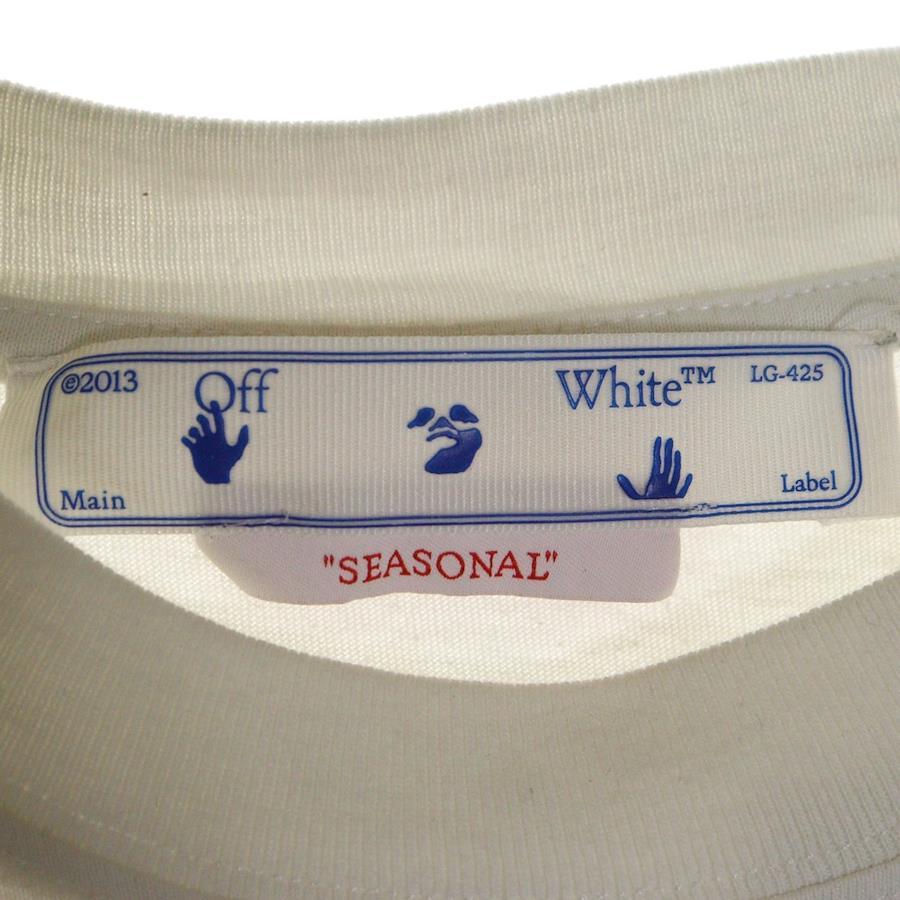 ©2013 Off White™ LG-425
Main Label
"SEASONAL"